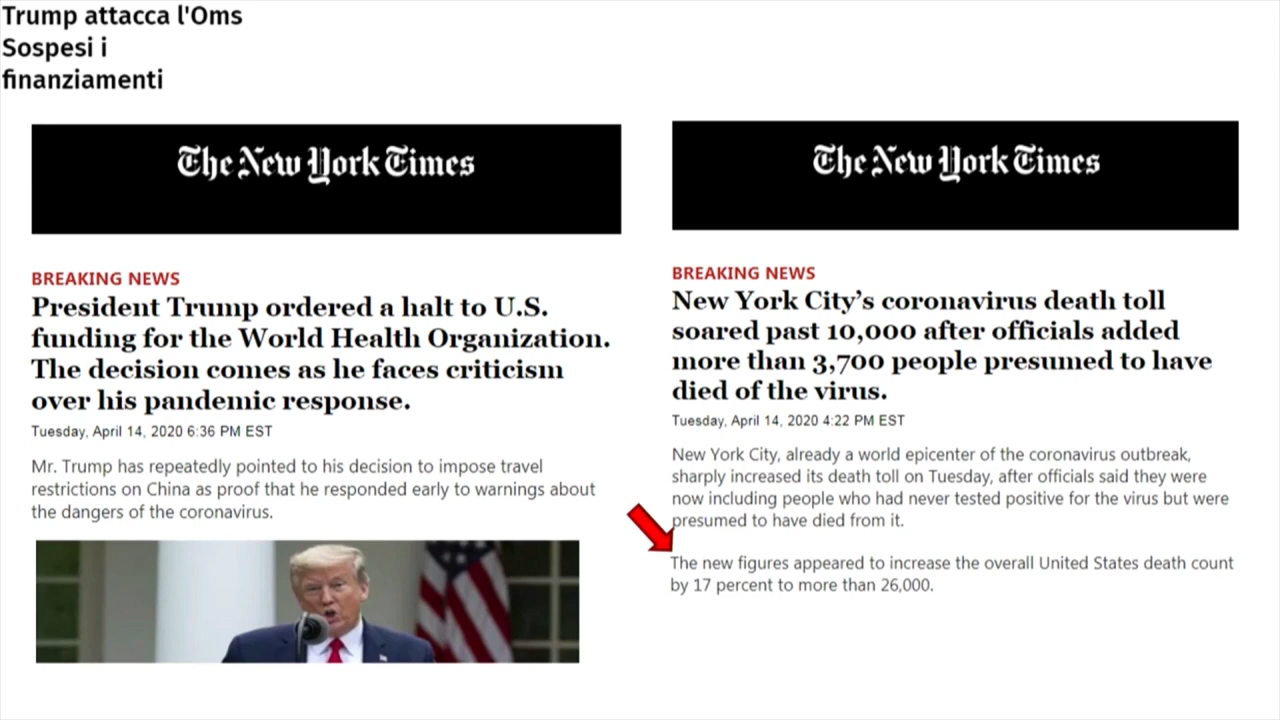 Trump attacca l'Oms
Sospesi i
finanziamenti
The New York Times
BREAKING NEWS
President Trump ordered a halt to U.S.
funding for the World Health Organization.
The decision comes as he faces criticism
over his pandemic response.
Tuesday, April 14, 2020 6:36 PM EST
Mr. Trump has repeatedly pointed to his decision to impose travel
restrictions on China as proof that he responded early to warnings about
the dangers of the coronavirus.
The New York Times
BREAKING NEWS
New York City’s coronavirus death toll
soared past 10,000 after officials added
more than 3,700 people presumed to have
died of the virus.
Tuesday, April 14, 2020 4:22 PM EST
New York City, already a world epicenter of the coronavirus outbreak,
sharply increased its death toll on Tuesday, after officials said they were
now including people who had never tested positive for the virus but were
presumed to have died from it.
The new figures appeared to increase the overall United States death count
by 17 percent to more than 26,000.